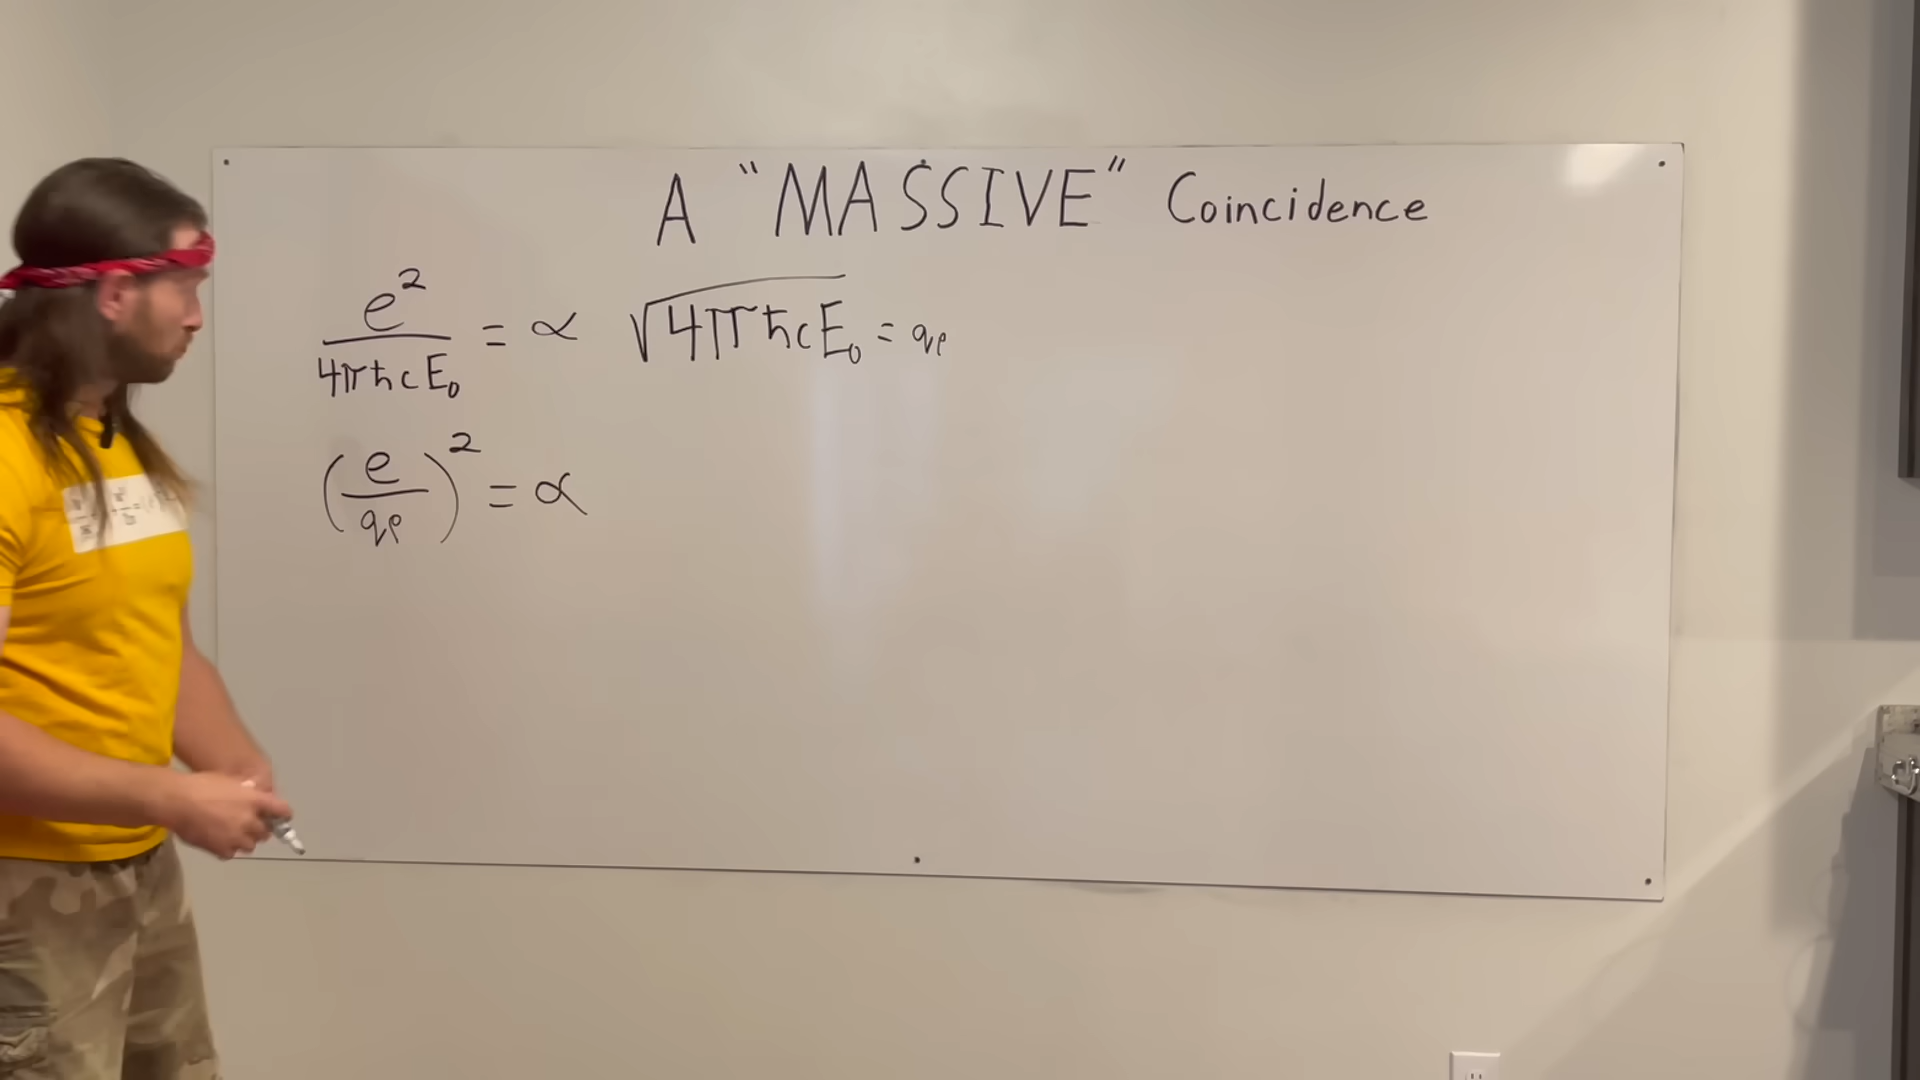 A "MASSIVE" Coincidence
e² / 4πħcE₀ = α √4πħcE₀ = qₚ
(e / qₚ)² = α